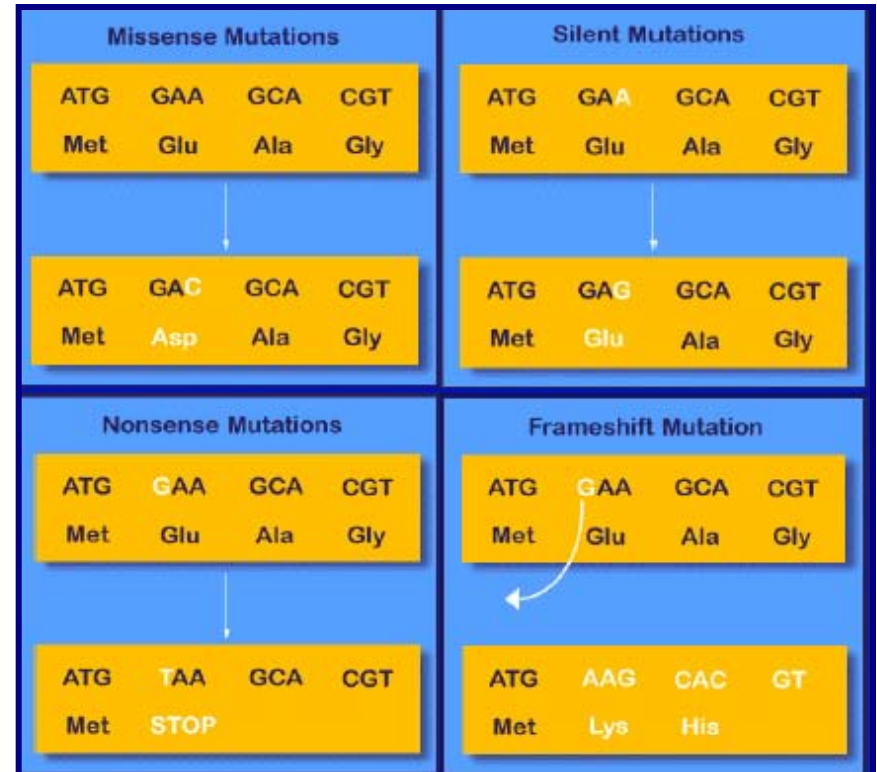 Missense Mutations
ATG GAA GCA CGT
Met Glu Ala Gly
ATG GAC GCA CGT
Met Asp Ala Gly
Silent Mutations
ATG GAA GCA CGT
Met Glu Ala Gly
ATG GAG GCA CGT
Met Glu Ala Gly
Nonsense Mutations
ATG GAA GCA CGT
Met Glu Ala Gly
ATG TAA GCA CGT
Met STOP
Frameshift Mutation
ATG GAA GCA CGT
Met Glu Ala Gly
ATG AAG CAC GT
Met Lys His